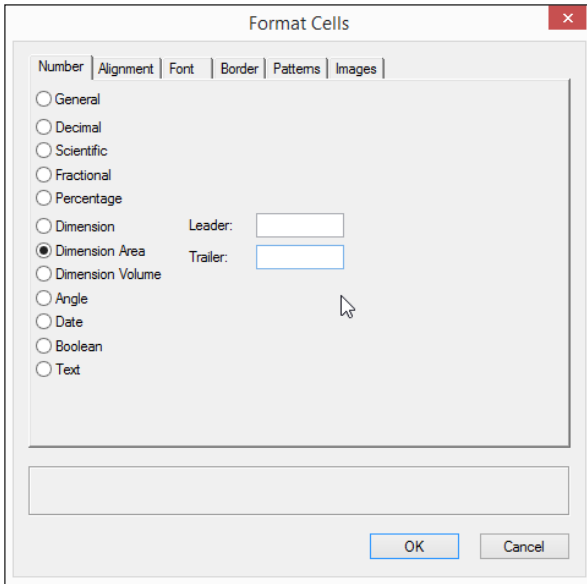 Format Cells
Number Alignment Font Border Patterns Images
General
Decimal
Scientific
Fractional
Percentage
Dimension Leader:
Dimension Area Trailer:
Dimension Volume
Angle
Date
Boolean
Text
OK Cancel